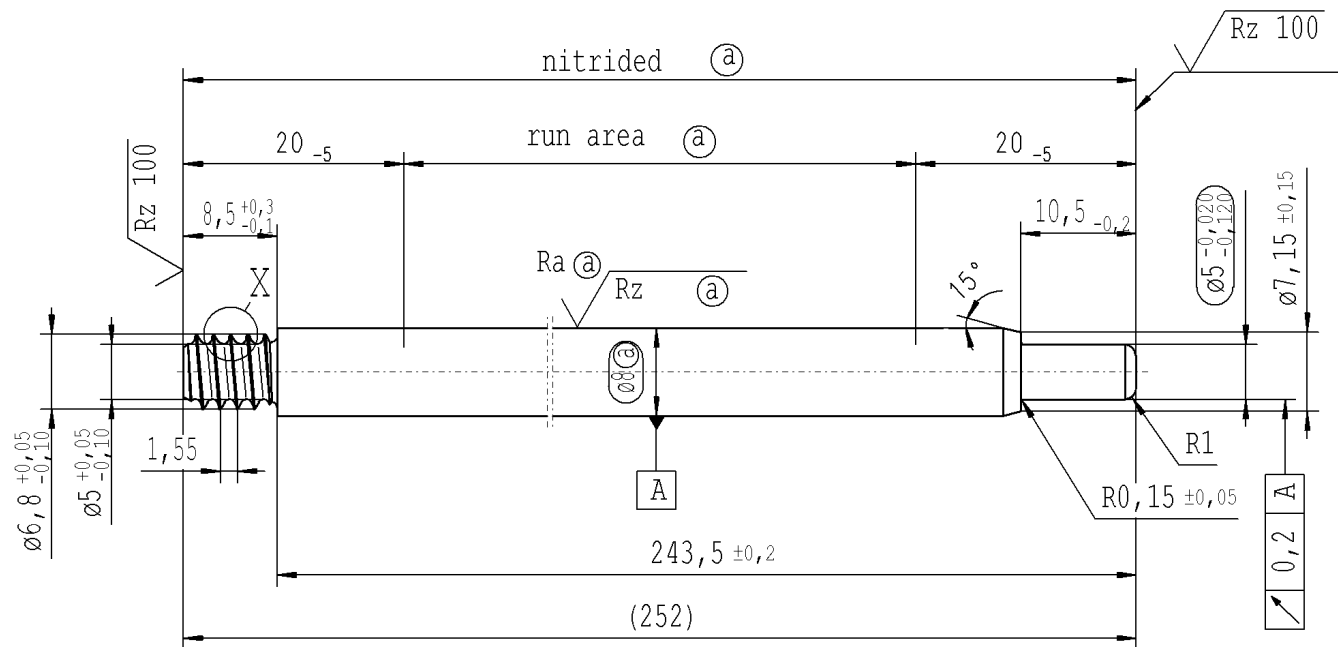 Rz 100
nitrided a
run area a
20 -5
20 -5
Rz 100
8,5 +0,3 -0,1
10,5 -0,2
ø5 -0,020 -0,120
ø7,15 ±0,15
X
Ra a
Rz a
15°
ø8 a
ø6,8 +0,05 -0,10
ø5 +0,05 -0,10
1,55
A
R1
R0,15 ±0,05
0,2 A
243,5 ±0,2
(252)